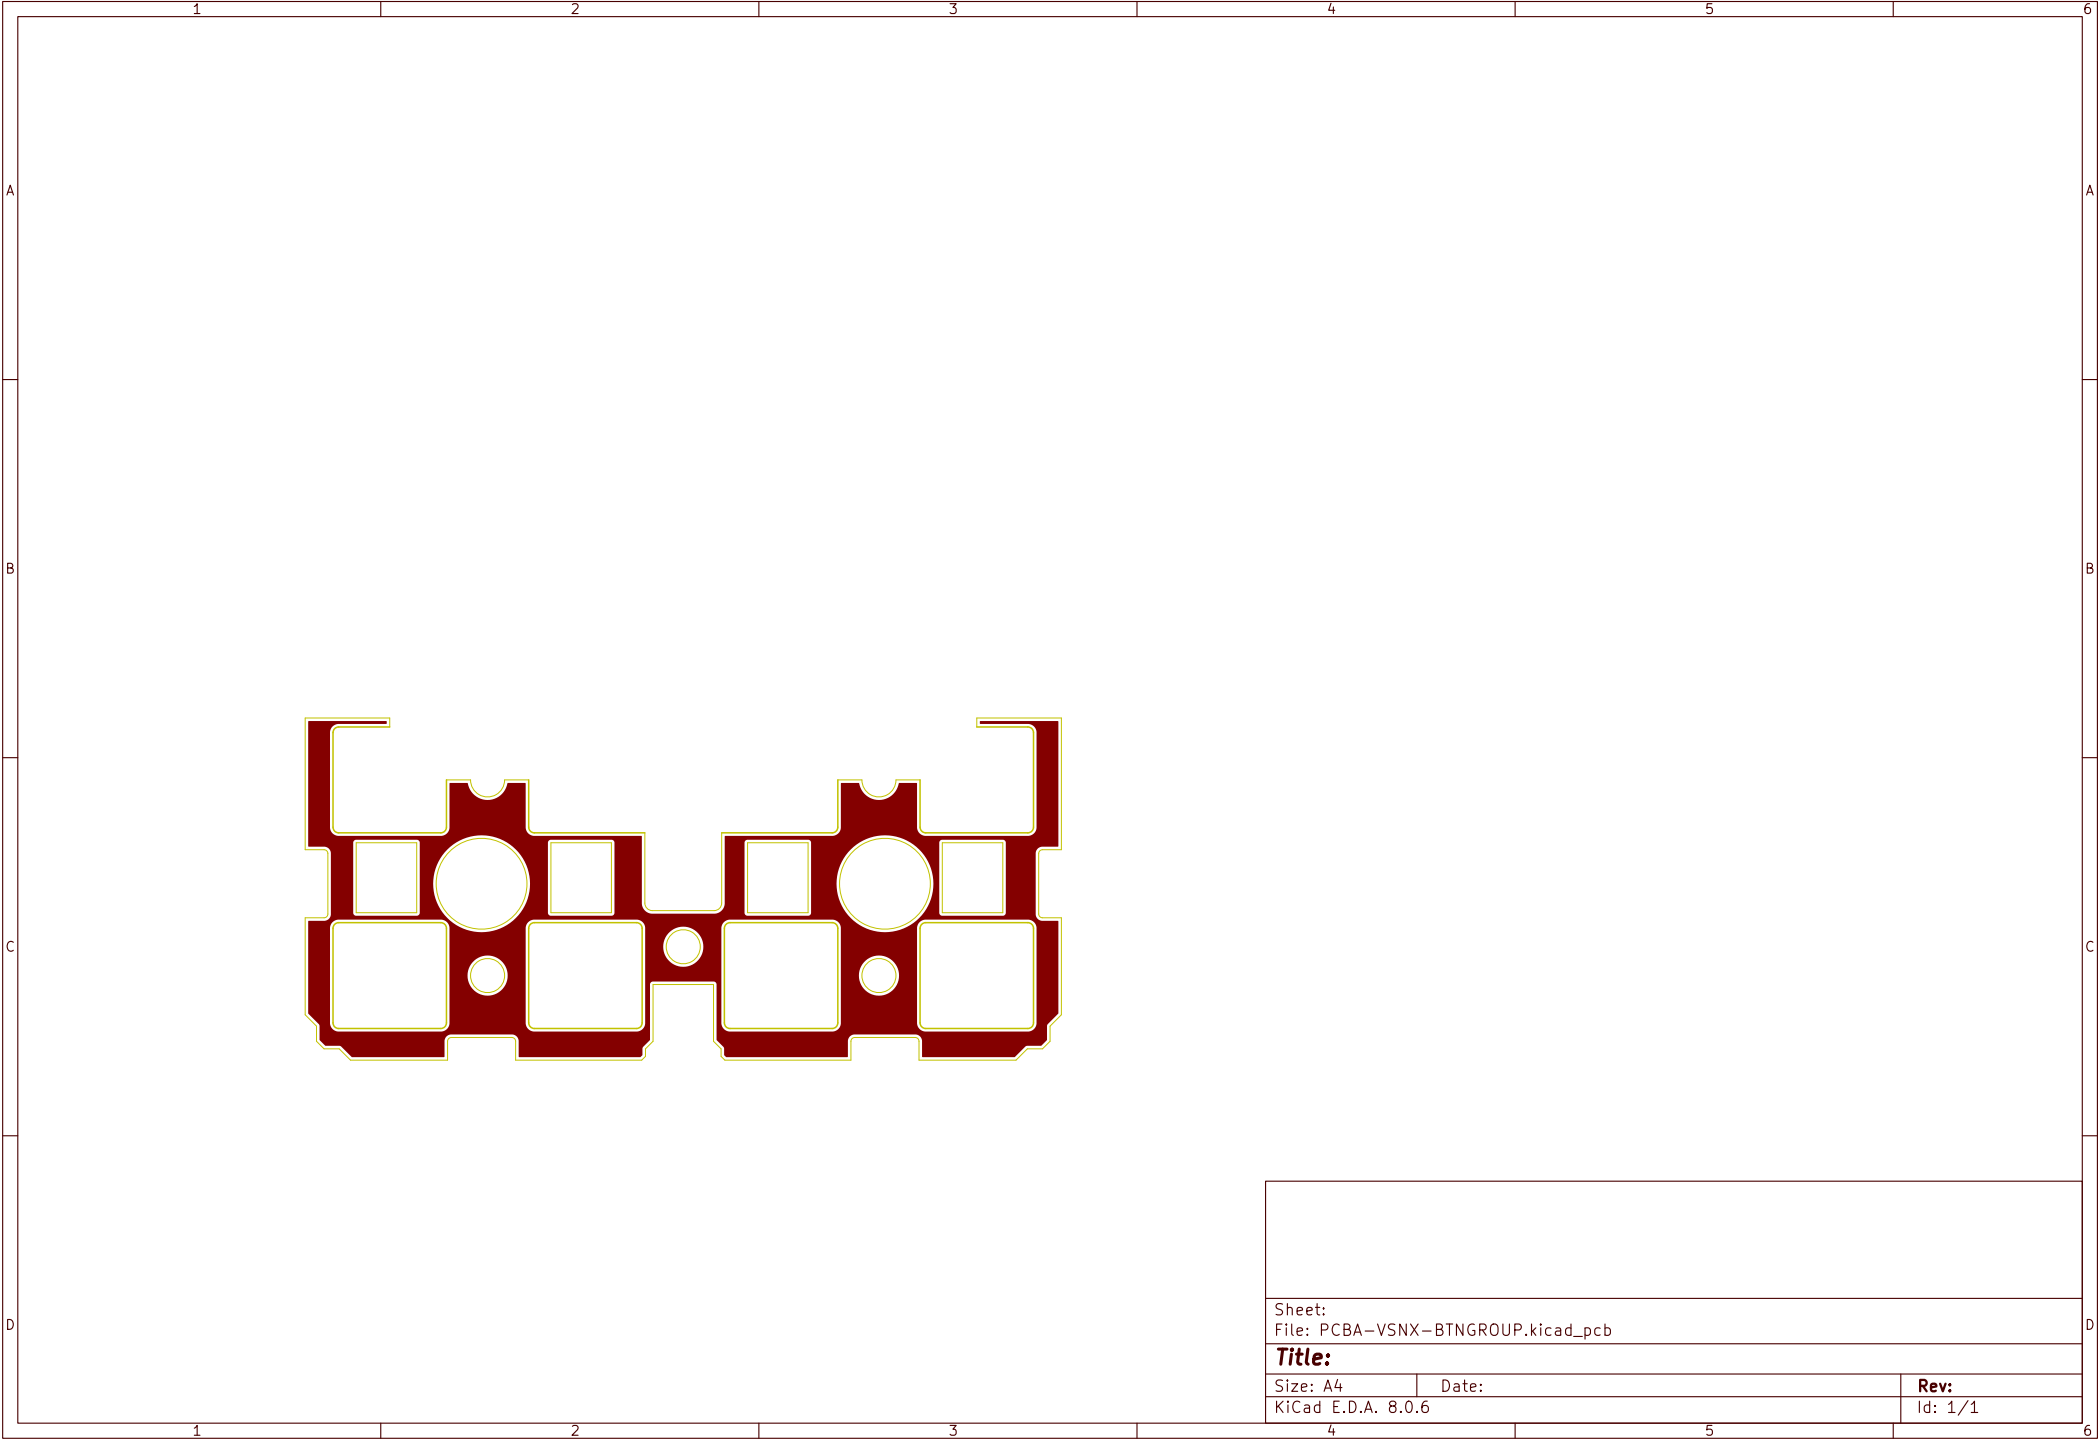 1 2 3 4 5 6
A A
B B
C C
Sheet:
File: PCBA-VSNX-BTNGROUP.kicad_pcb
D D
Title:
Size: A4 Date: Rev:
KiCad E.D.A. 8.0.6 Id: 1/1
1 2 3 4 5 6